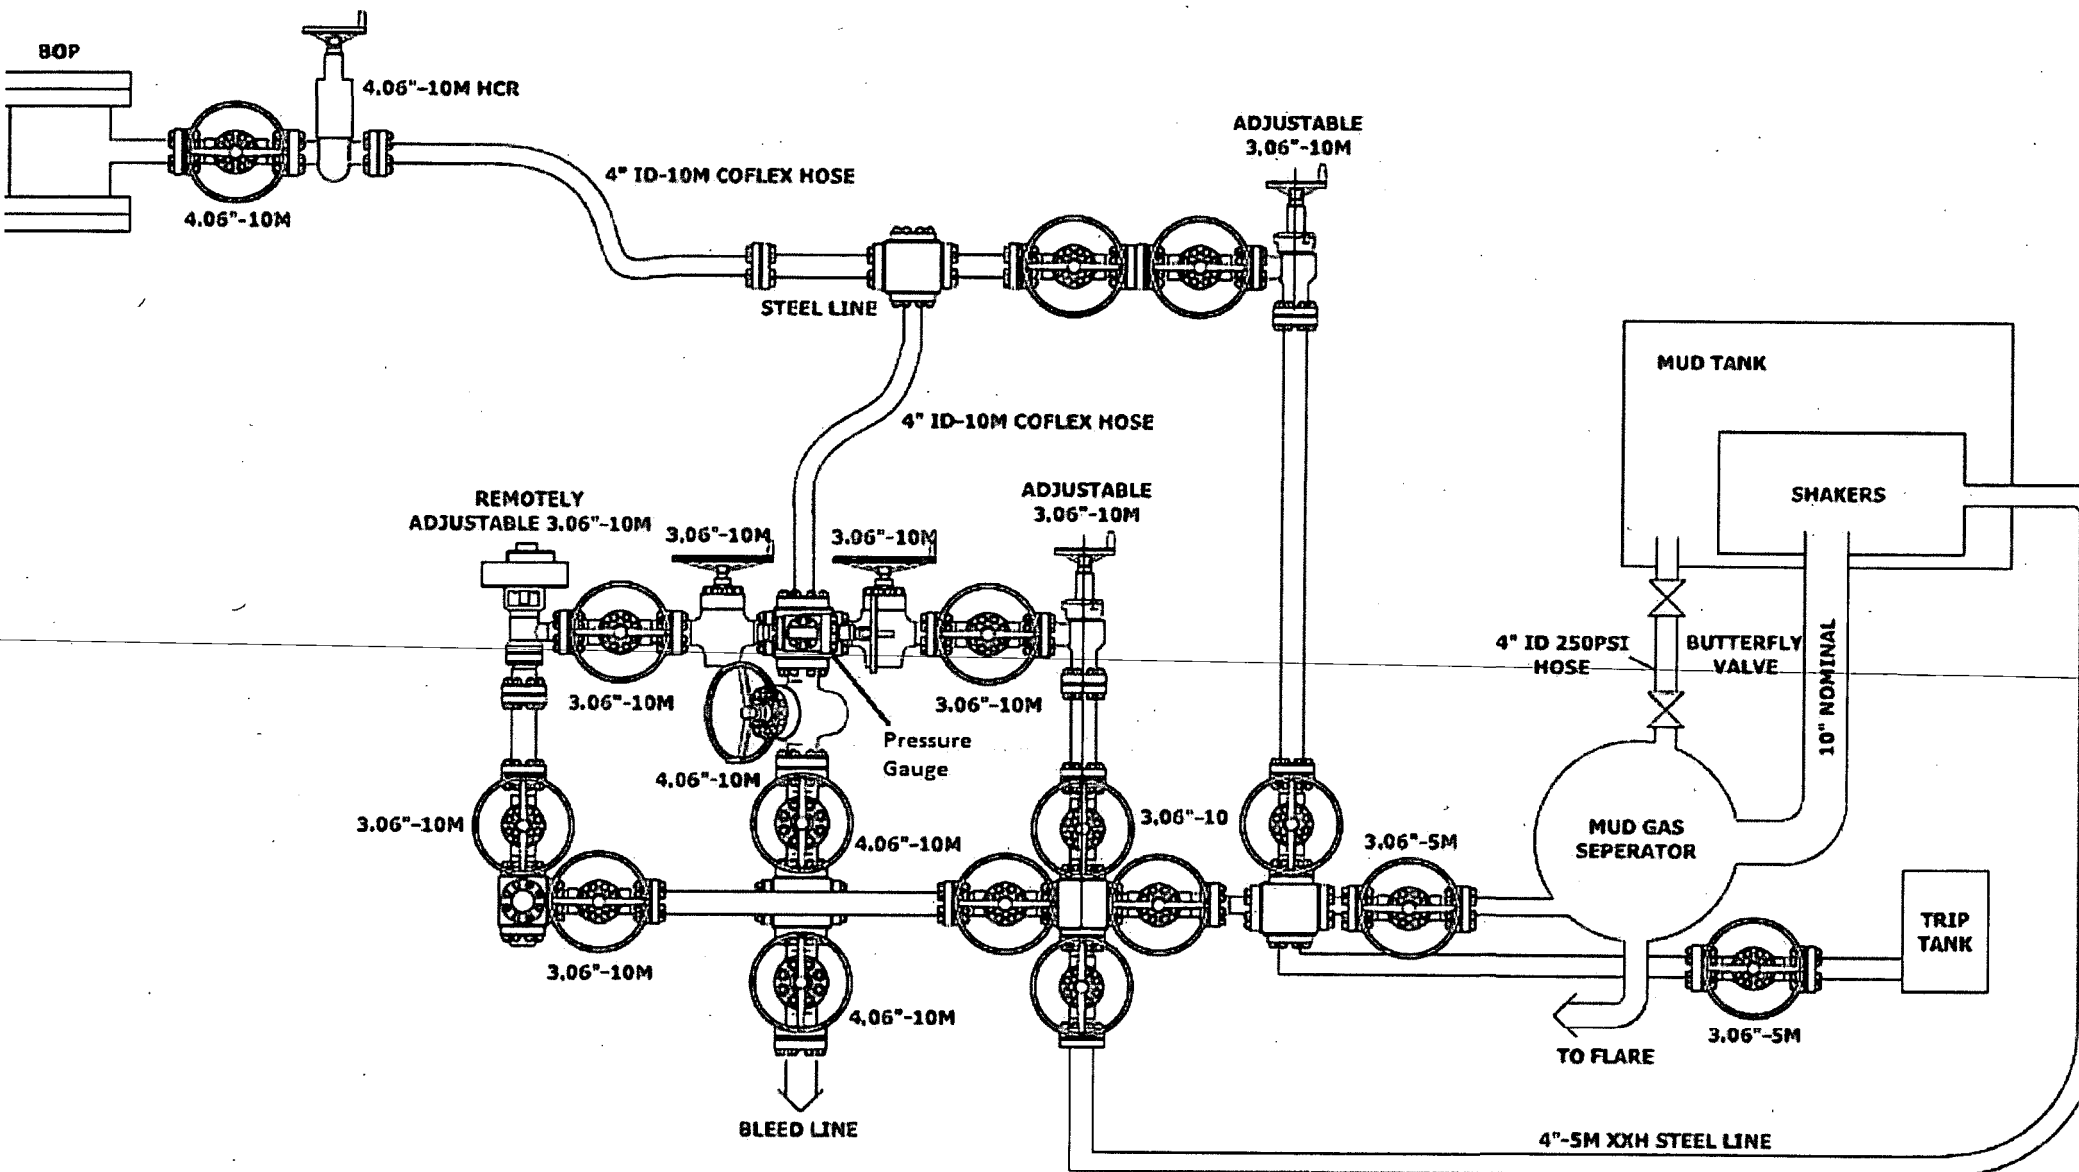 BOP
4.06"-10M HCR
4.06"-10M
4" ID-10M COFLEX HOSE
ADJUSTABLE
3.06"-10M
STEEL LINE
4" ID-10M COFLEX HOSE
MUD TANK
SHAKERS
REMOTELY
ADJUSTABLE 3.06"-10M
3.06"-10M
3.06"-10M
ADJUSTABLE
3.06"-10M
4" ID 250PSI
HOSE
BUTTERFLY
VALVE
10" NOMINAL
3.06"-10M
3.06"-10M
Pressure
Gauge
4.06"-10M
3.06"-10M
4.06"-10M
3.06"-10
3.06"-5M
MUD GAS
SEPERATOR
TRIP
TANK
3.06"-10M
4.06"-10M
3.06"-5M
TO FLARE
BLEED LINE
4"-5M XXH STEEL LINE